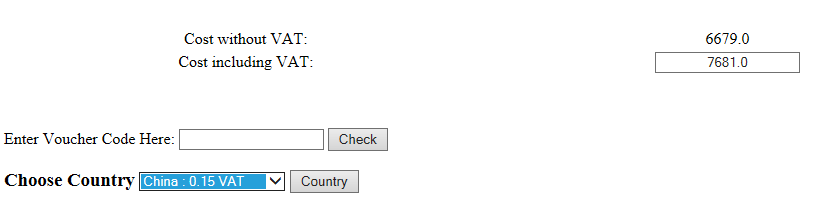 Cost without VAT: 6679.0
Cost including VAT: 7681.0
Enter Voucher Code Here: Check
Choose Country China : 0.15 VAT Country